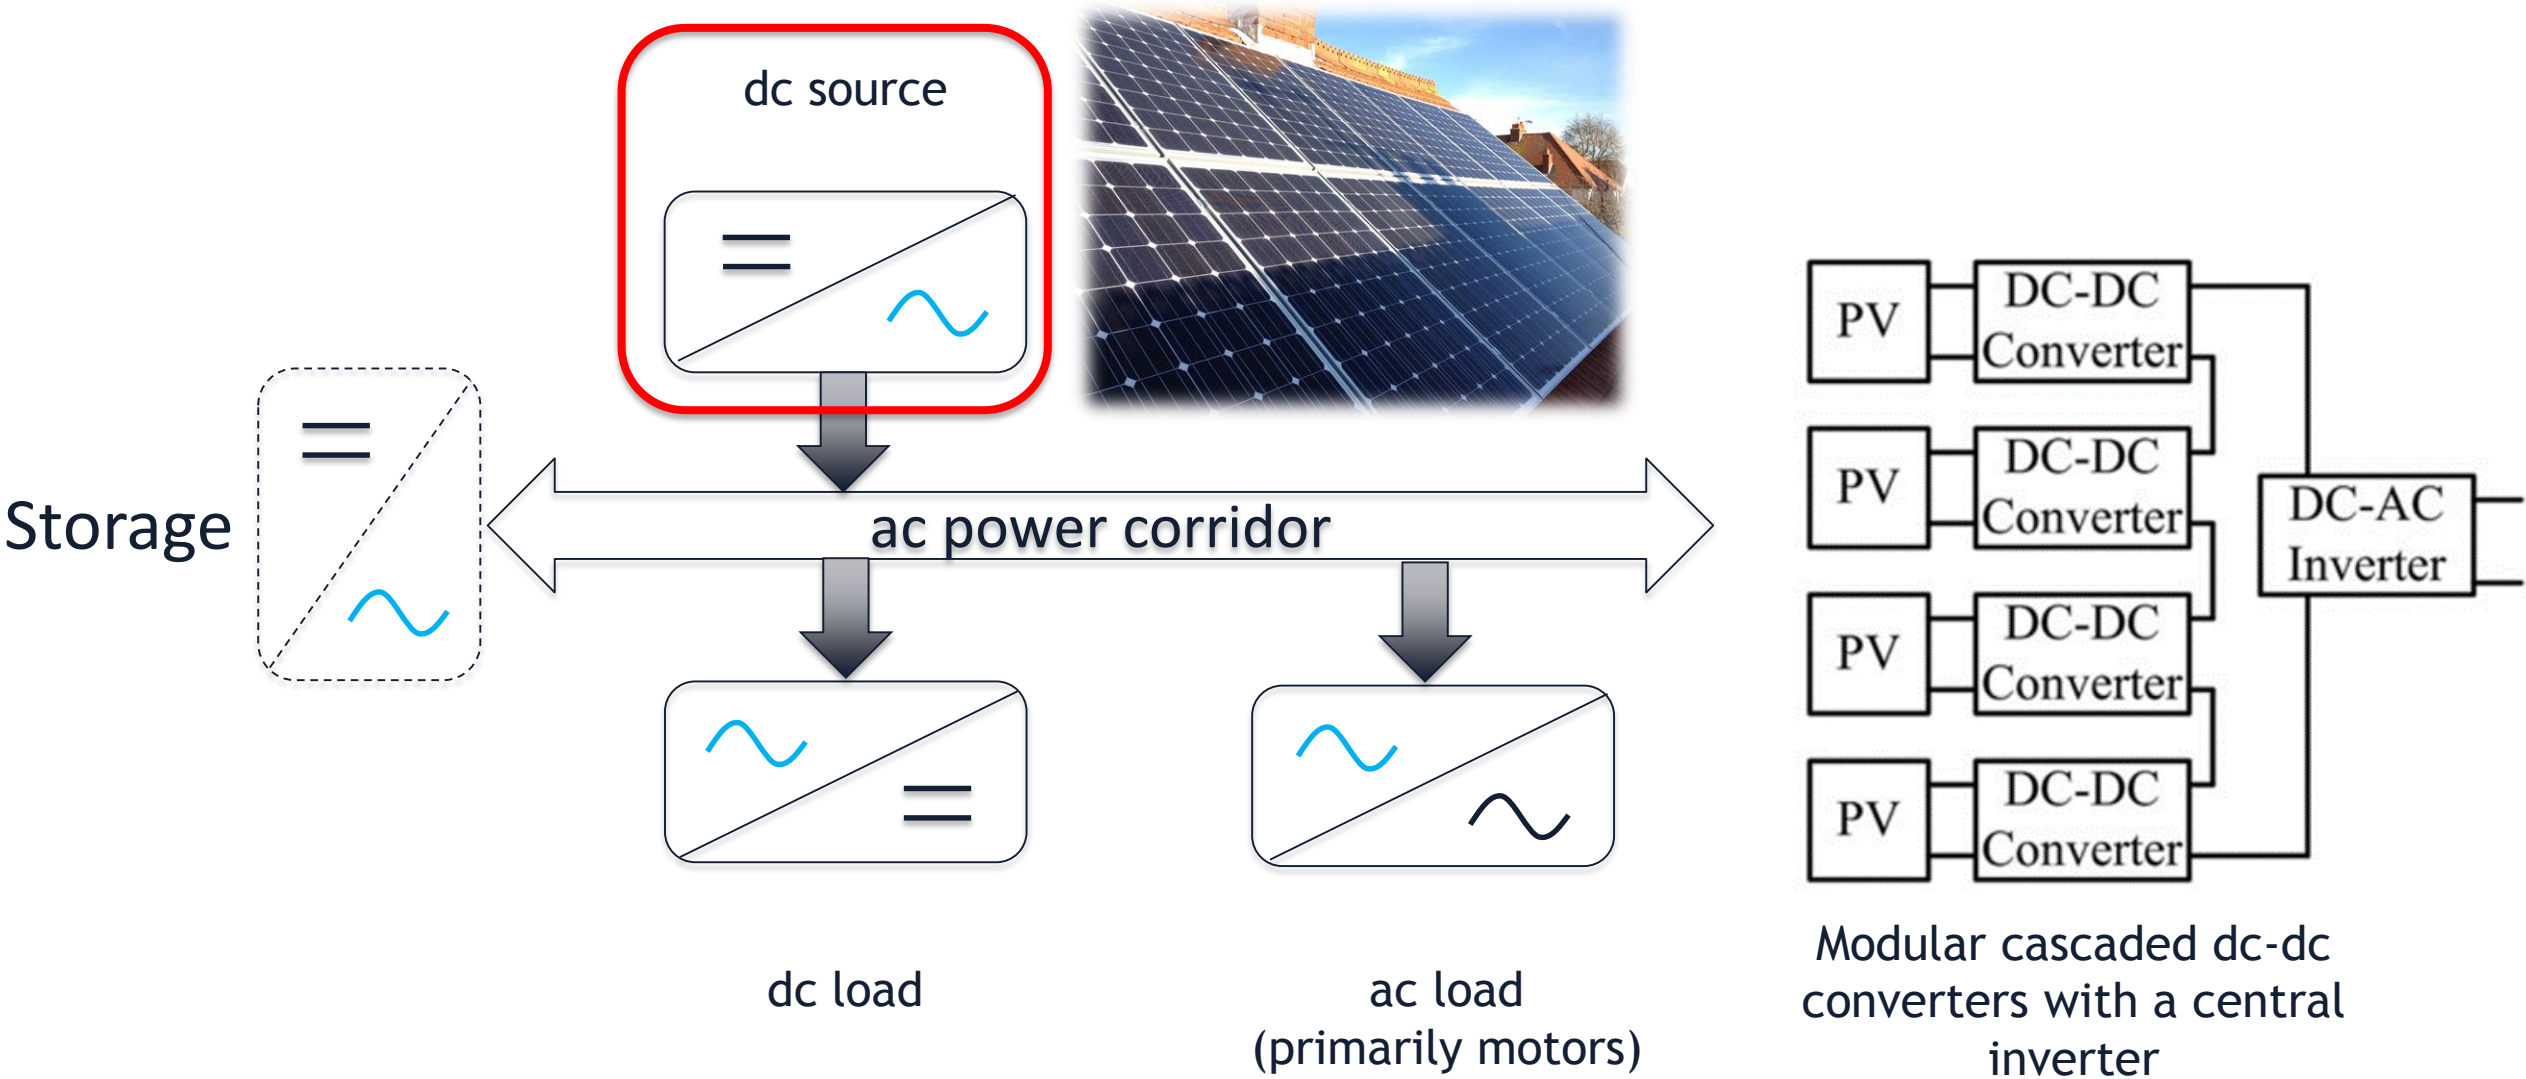 dc source
Storage
ac power corridor
dc load
ac load
(primarily motors)
PV
DC-DC
Converter
PV
DC-DC
Converter
PV
DC-DC
Converter
PV
DC-DC
Converter
DC-AC
Inverter
Modular cascaded dc-dc
converters with a central
inverter